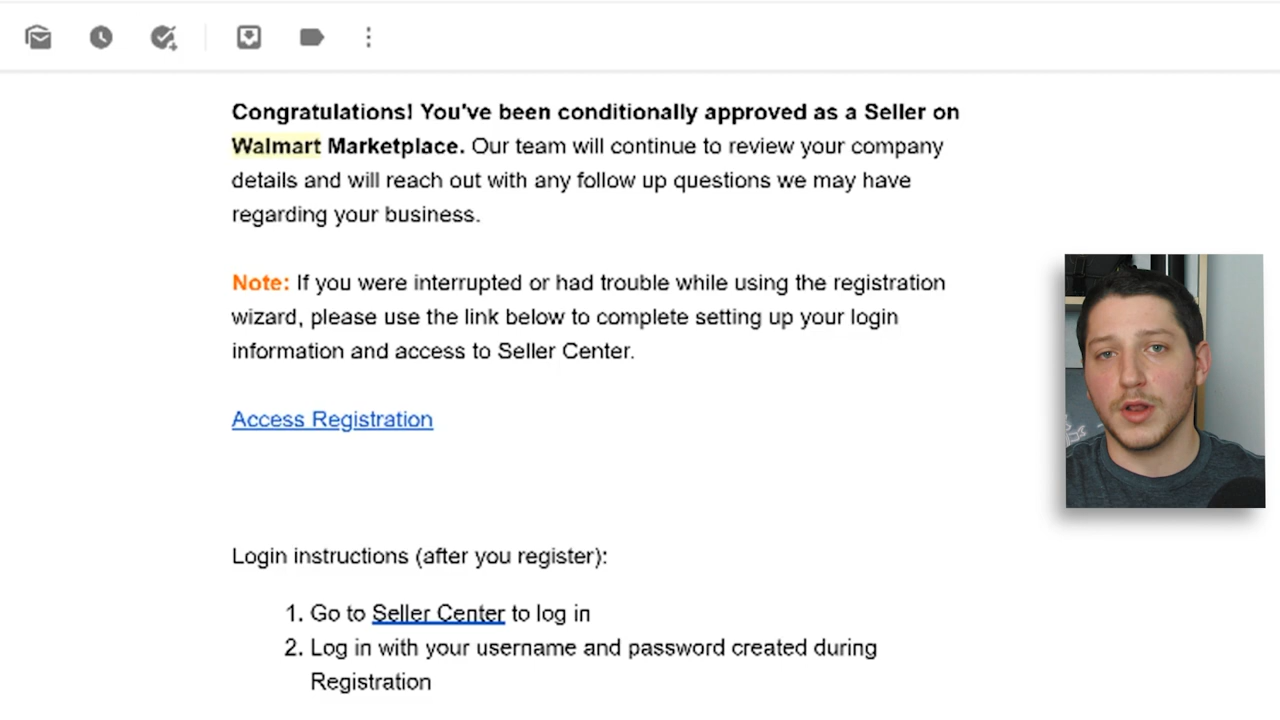 Congratulations! You've been conditionally approved as a Seller on
Walmart Marketplace. Our team will continue to review your company
details and will reach out with any follow up questions we may have
regarding your business.
Note: If you were interrupted or had trouble while using the registration
wizard, please use the link below to complete setting up your login
information and access to Seller Center.
Access Registration
Login instructions (after you register):
1. Go to Seller Center to log in
2. Log in with your username and password created during
Registration